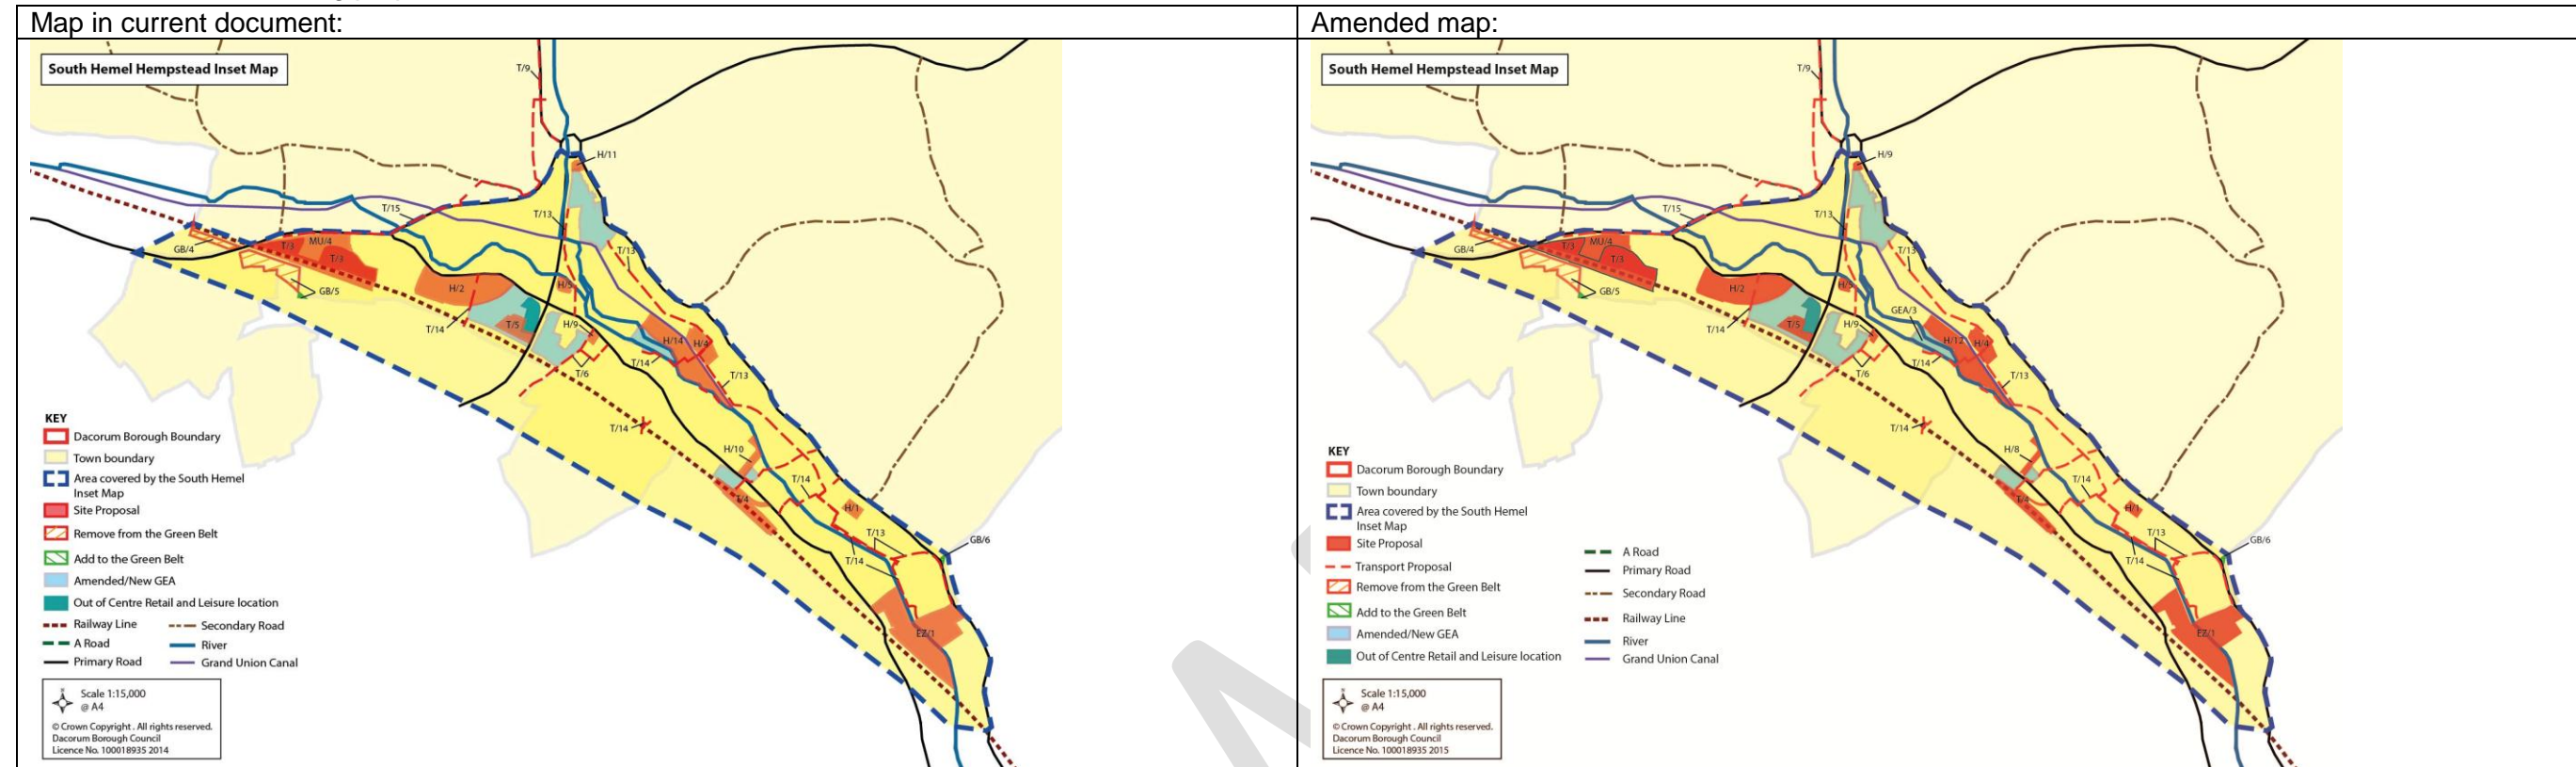 Map in current document:
South Hemel Hempstead Inset Map
T/9
H/11
T/15
T/13
GB/4
T/3
MU/4
T/3
T/13
GB/5
H/2
H/5
T/14
T/5
H/9
H/14
H/4
T/14
T/6
T/13
T/14
H/10
T/4
T/14
H/1
T/13
GB/6
T/14
EZ/1
KEY
Dacorum Borough Boundary
Town boundary
Area covered by the South Hemel
Inset Map
Site Proposal
Remove from the Green Belt
Add to the Green Belt
Amended/New GEA
Out of Centre Retail and Leisure location
Railway Line
Secondary Road
A Road
River
Primary Road
Grand Union Canal
N
Scale 1:15,000
@ A4
© Crown Copyright . All rights reserved.
Dacorum Borough Council
Licence No. 100018935 2014
Amended map:
South Hemel Hempstead Inset Map
T/9
H/9
T/15
T/13
GB/4
T/3
MU/4
T/3
T/13
GB/5
H/2
H/5
GEA/3
T/14
T/5
H/9
H/12
H/4
T/14
T/6
T/13
T/14
H/8
T/4
T/14
H/1
T/13
GB/6
T/14
EZ/1
KEY
Dacorum Borough Boundary
Town boundary
Area covered by the South Hemel
Inset Map
Site Proposal
Transport Proposal
Remove from the Green Belt
Add to the Green Belt
Amended/New GEA
Out of Centre Retail and Leisure location
A Road
Primary Road
Secondary Road
Railway Line
River
Grand Union Canal
N
Scale 1:15,000
@ A4
© Crown Copyright . All rights reserved.
Dacorum Borough Council
Licence No. 100018935 2015